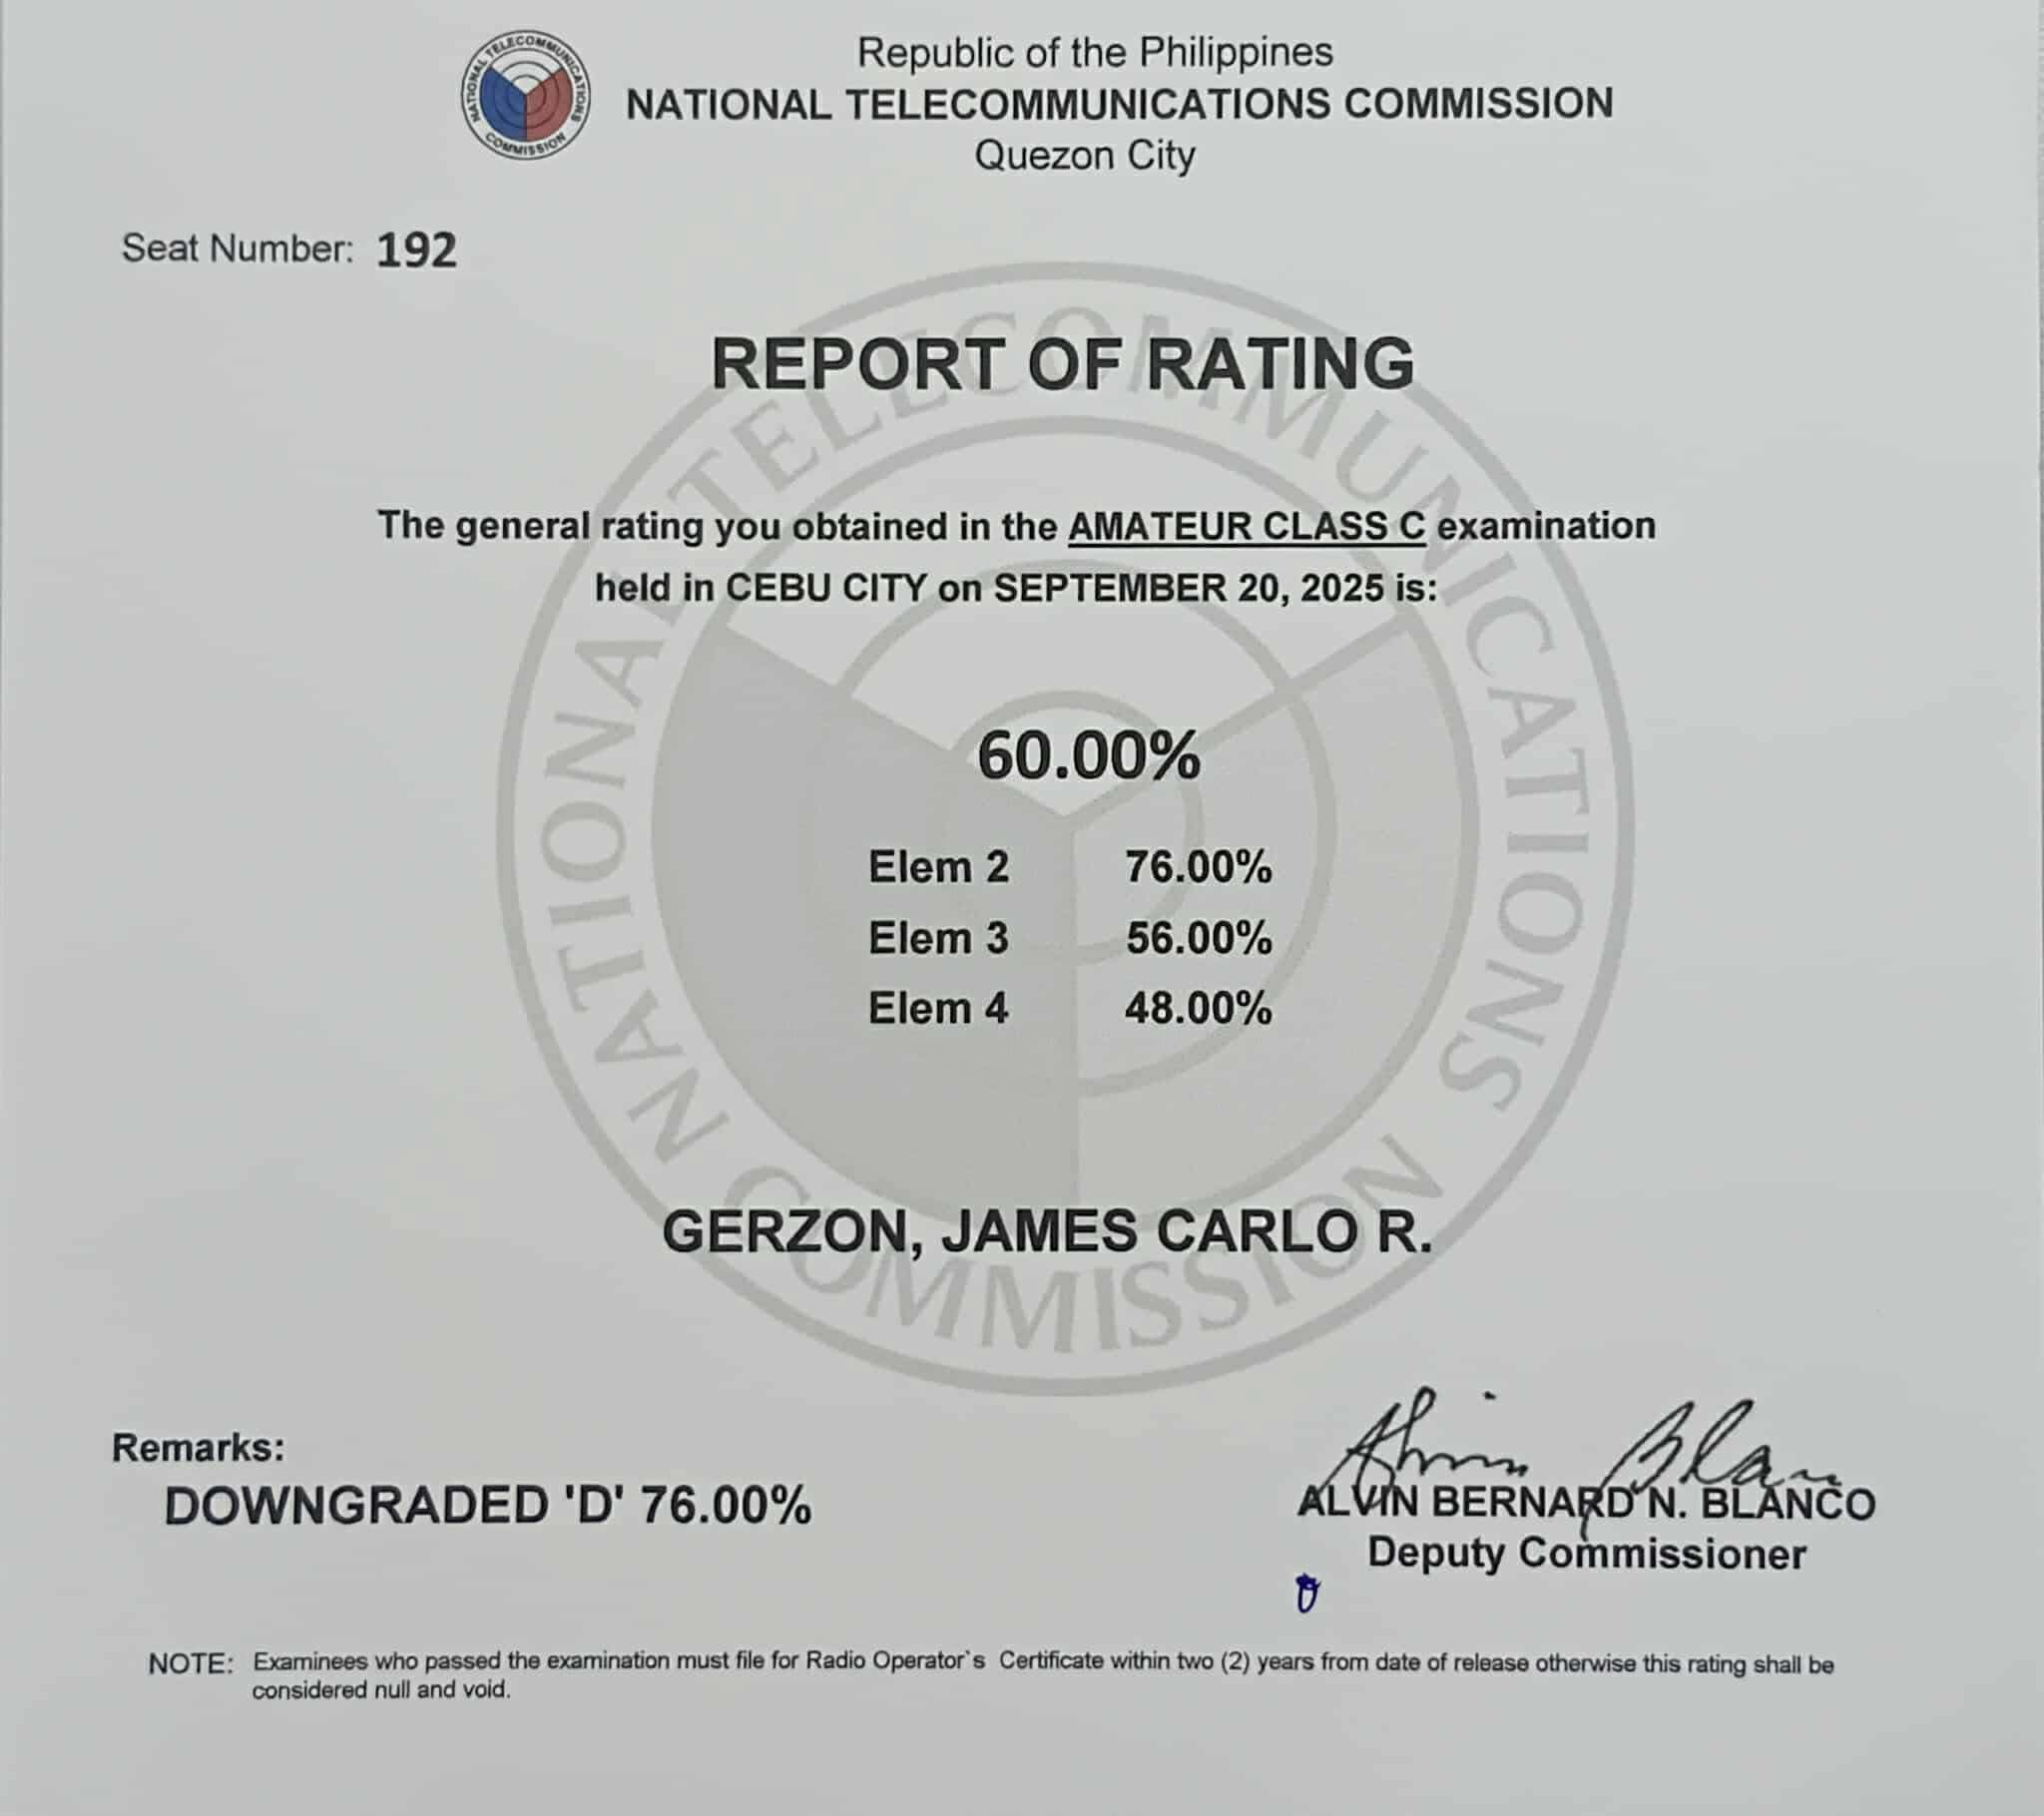 NATIONAL TELECOMMUNICATIONS COMMISSION
Republic of the Philippines
NATIONAL TELECOMMUNICATIONS COMMISSION
Quezon City
Seat Number: 192
NATIONAL TELECOMMUNICATIONS COMMISSION
REPORT OF RATING
The general rating you obtained in the AMATEUR CLASS C examination
held in CEBU CITY on SEPTEMBER 20, 2025 is:
60.00%
Elem 2 76.00%
Elem 3 56.00%
Elem 4 48.00%
GERZON, JAMES CARLO R.
Remarks:
DOWNGRADED 'D' 76.00%
Alvin Blan
ALVIN BERNARD N. BLANCO
Deputy Commissioner
NOTE: Examinees who passed the examination must file for Radio Operator`s Certificate within two (2) years from date of release otherwise this rating shall be
considered null and void.